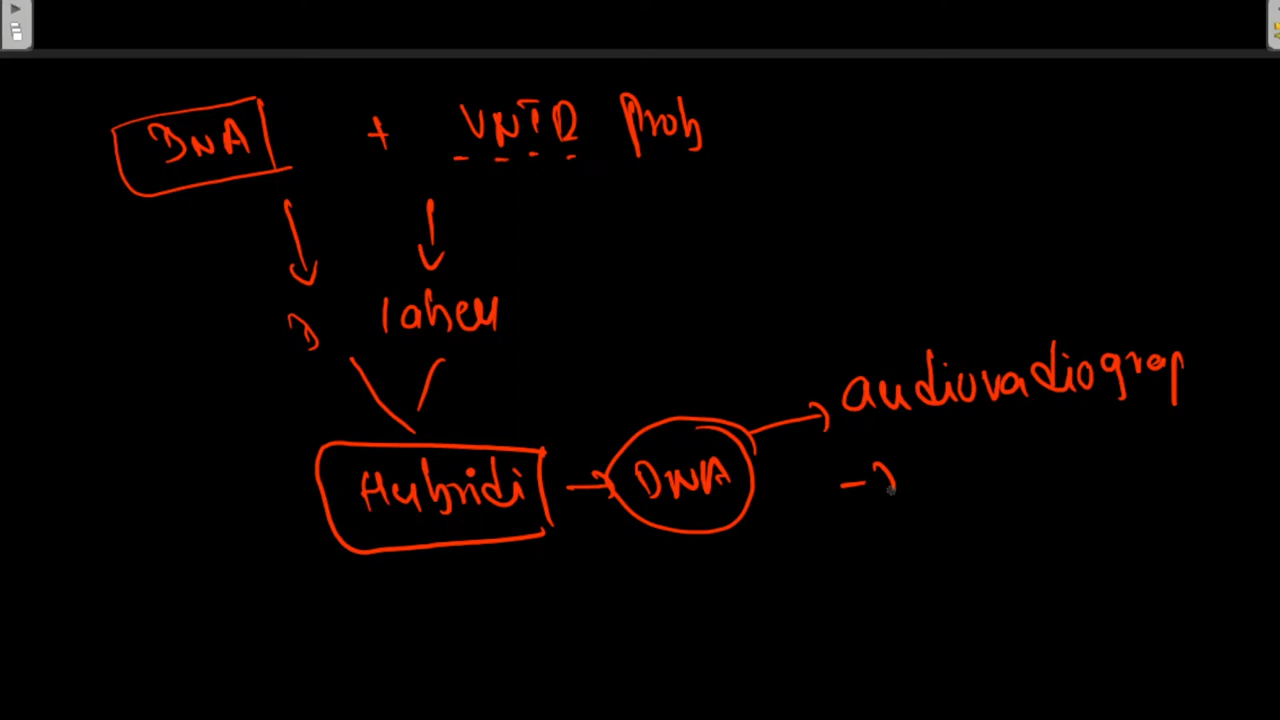 DNA + VNTR Prob
label
Hybridi → DNA → audioradiograp